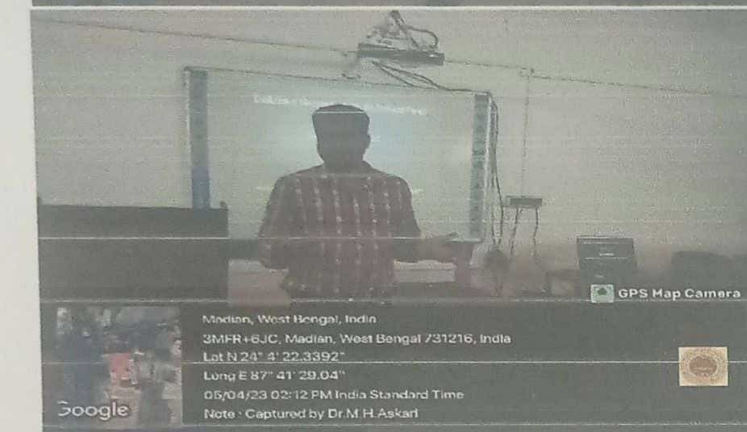 GPS Map Camera
Madian, West Bengal, India
3MFR+6JC, Madian, West Bengal 731216, India
Lat N 24° 4' 22.3392"
Long E 87° 41' 29.04"
05/04/23 02:12 PM India Standard Time
Note : Captured by Dr.M.H.Askari
Google